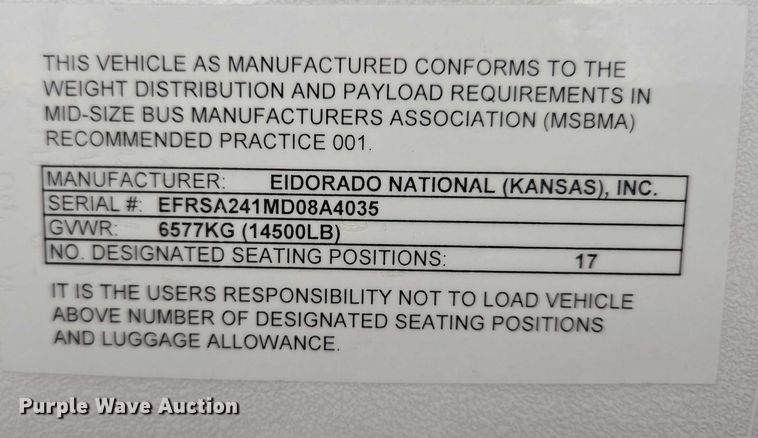 THIS VEHICLE AS MANUFACTURED CONFORMS TO THE
WEIGHT DISTRIBUTION AND PAYLOAD REQUIREMENTS IN
MID-SIZE BUS MANUFACTURERS ASSOCIATION (MSBMA)
RECOMMENDED PRACTICE 001.
MANUFACTURER: EIDORADO NATIONAL (KANSAS), INC.
SERIAL #: EFRSA241MD08A4035
GVWR: 6577KG (14500LB)
NO. DESIGNATED SEATING POSITIONS: 17
IT IS THE USERS RESPONSIBILITY NOT TO LOAD VEHICLE
ABOVE NUMBER OF DESIGNATED SEATING POSITIONS
AND LUGGAGE ALLOWANCE.
Purple Wave Auction